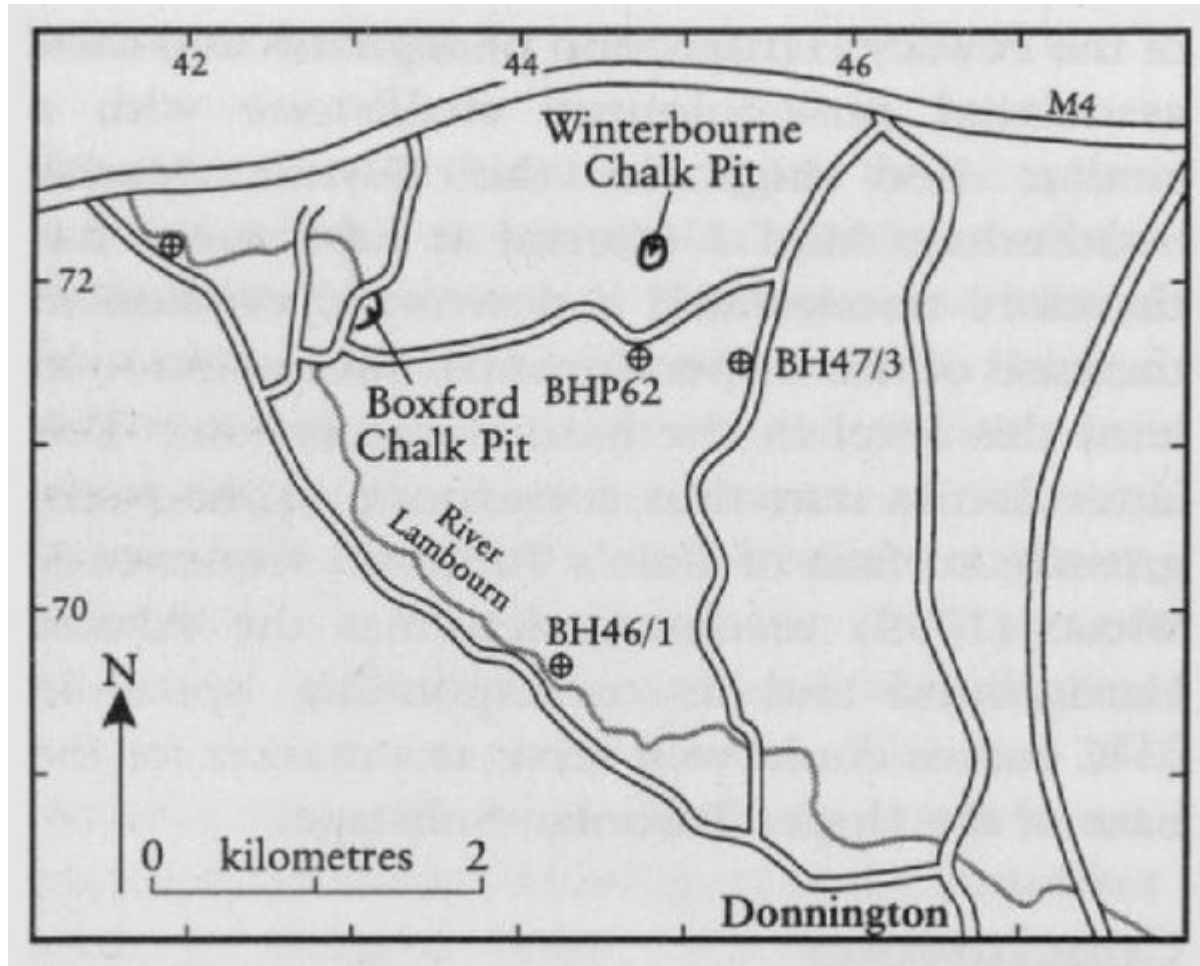 42 44 46
M4
Winterbourne
Chalk Pit
72
BH47/3
BHP62
Boxford
Chalk Pit
River
Lambourn
70
BH46/1
N
0 kilometres 2
Donnington